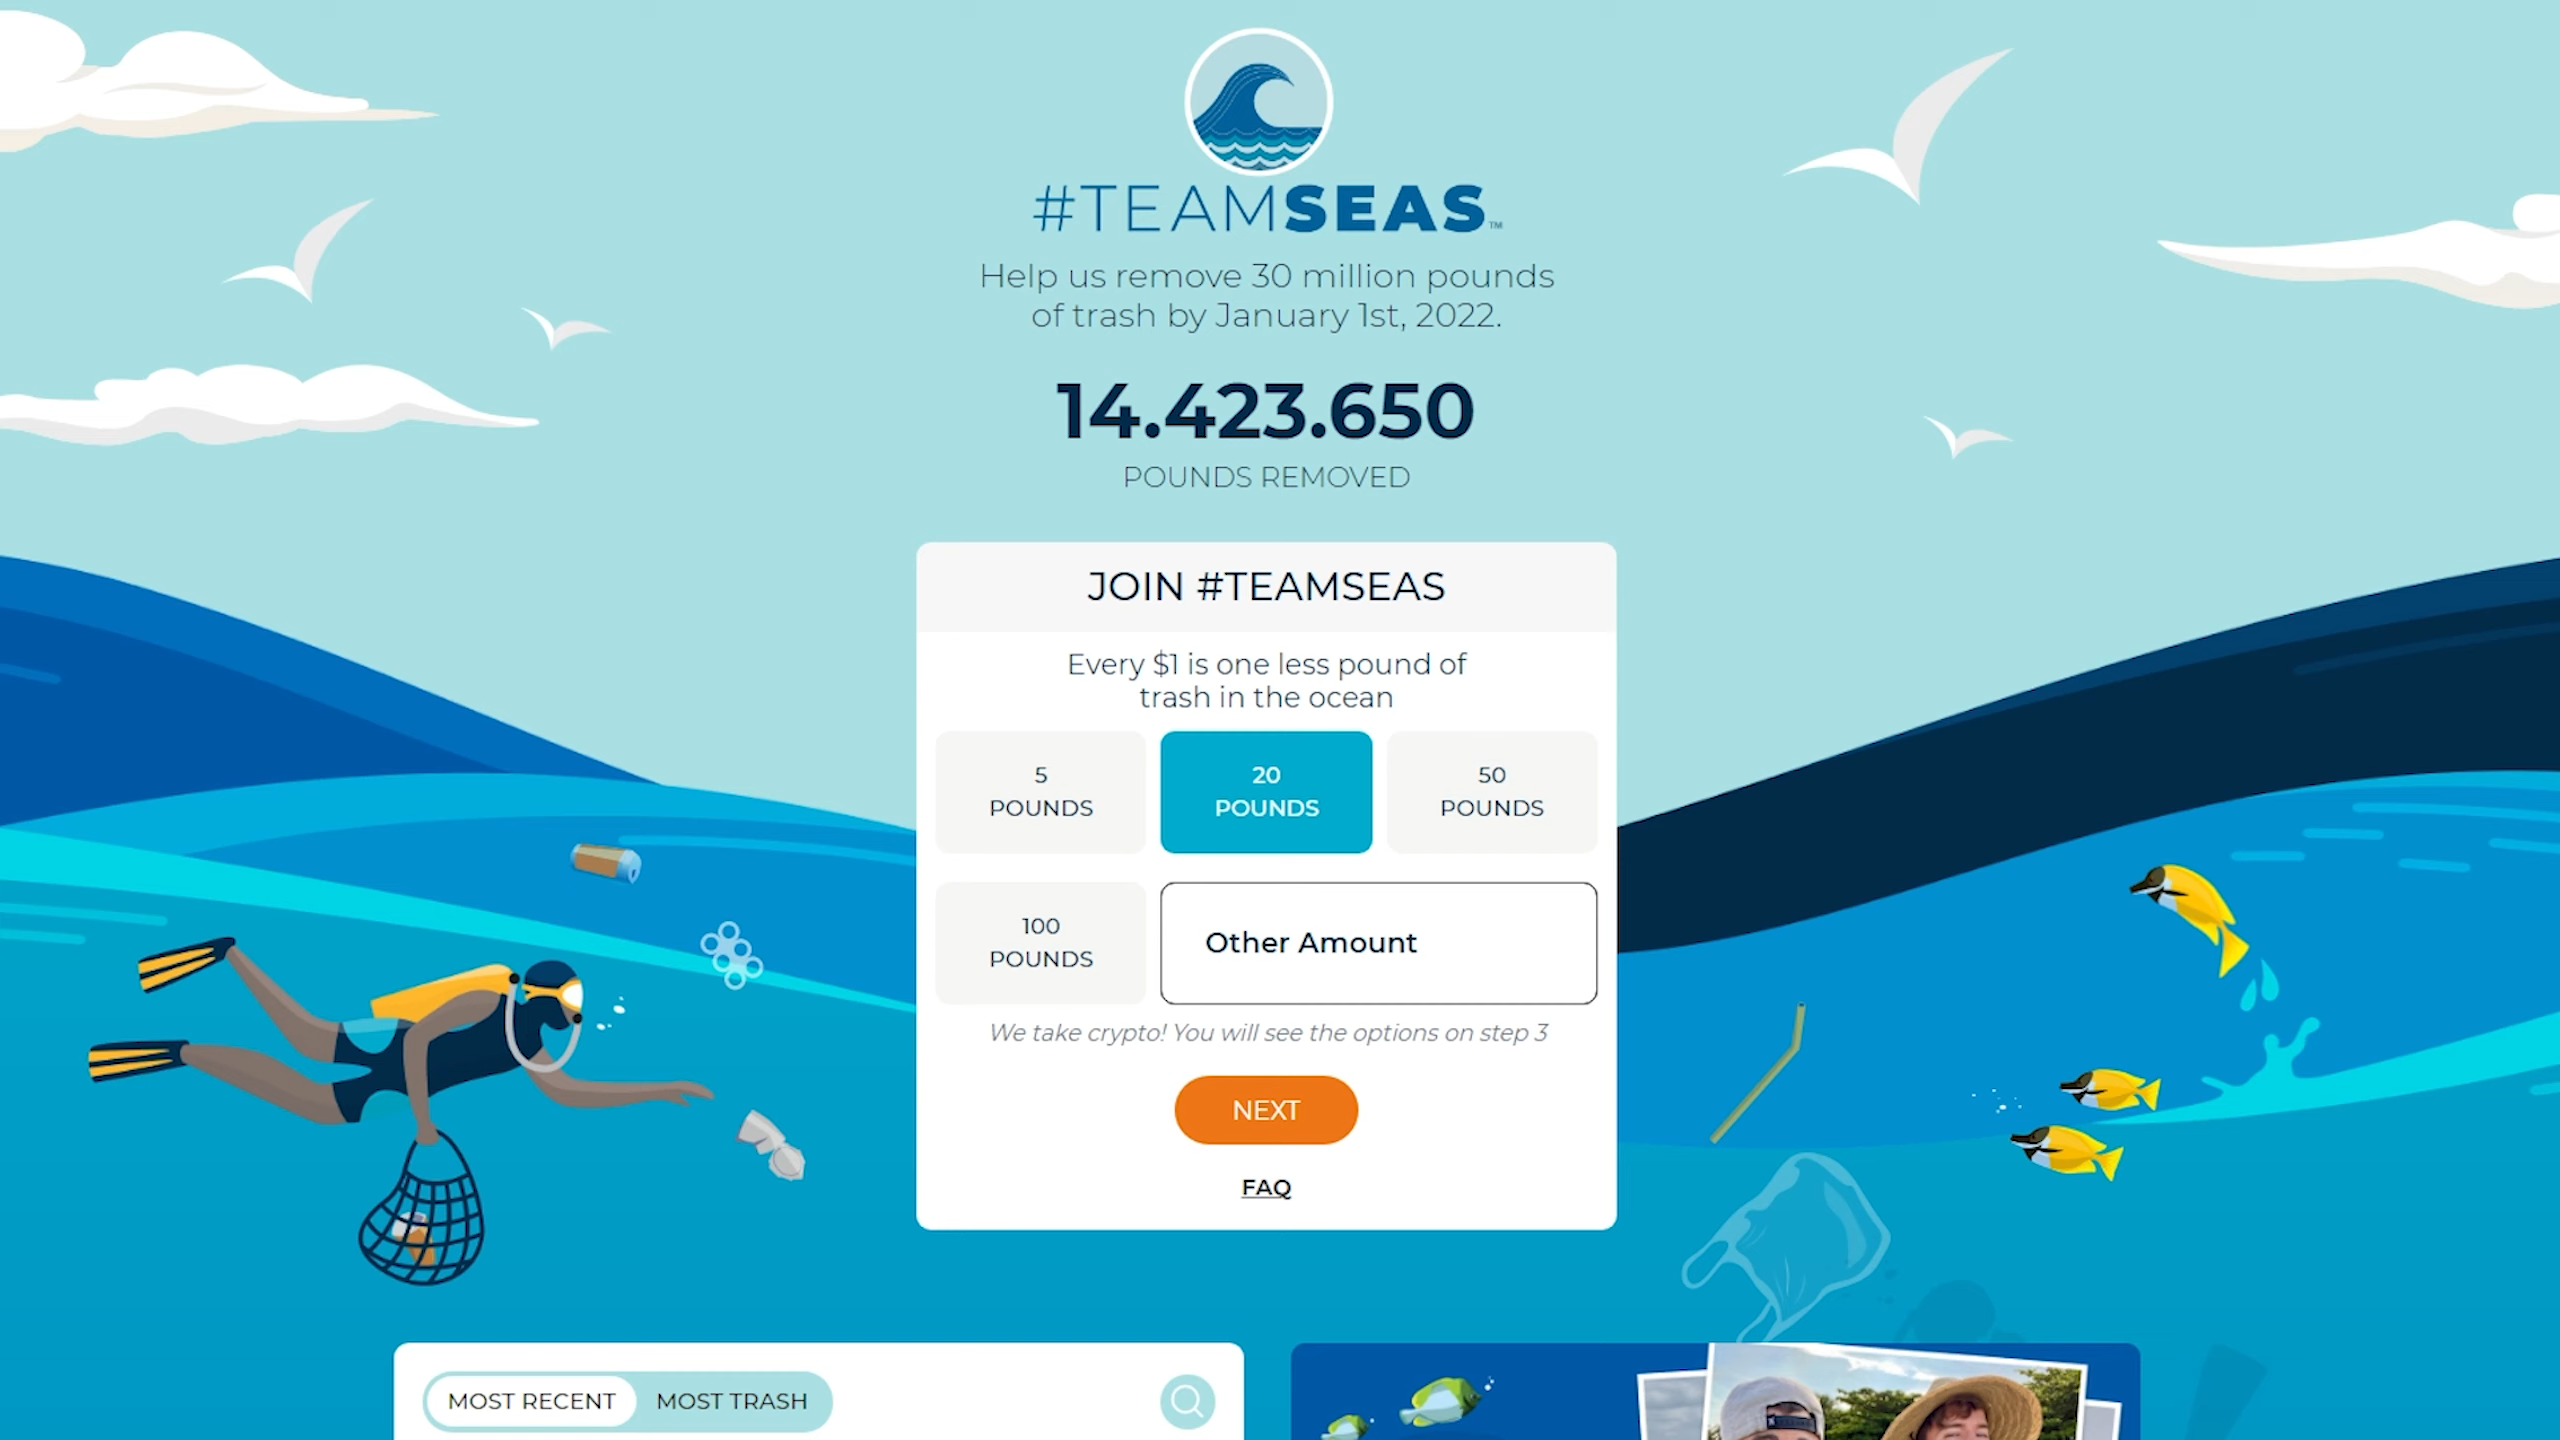 #TEAMSEAS™
Help us remove 30 million pounds
of trash by January 1st, 2022.
14.423.650
POUNDS REMOVED
JOIN #TEAMSEAS
Every $1 is one less pound of
trash in the ocean
5
POUNDS
20
POUNDS
50
POUNDS
100
POUNDS
Other Amount
We take crypto! You will see the options on step 3
NEXT
FAQ
MOST RECENT
MOST TRASH